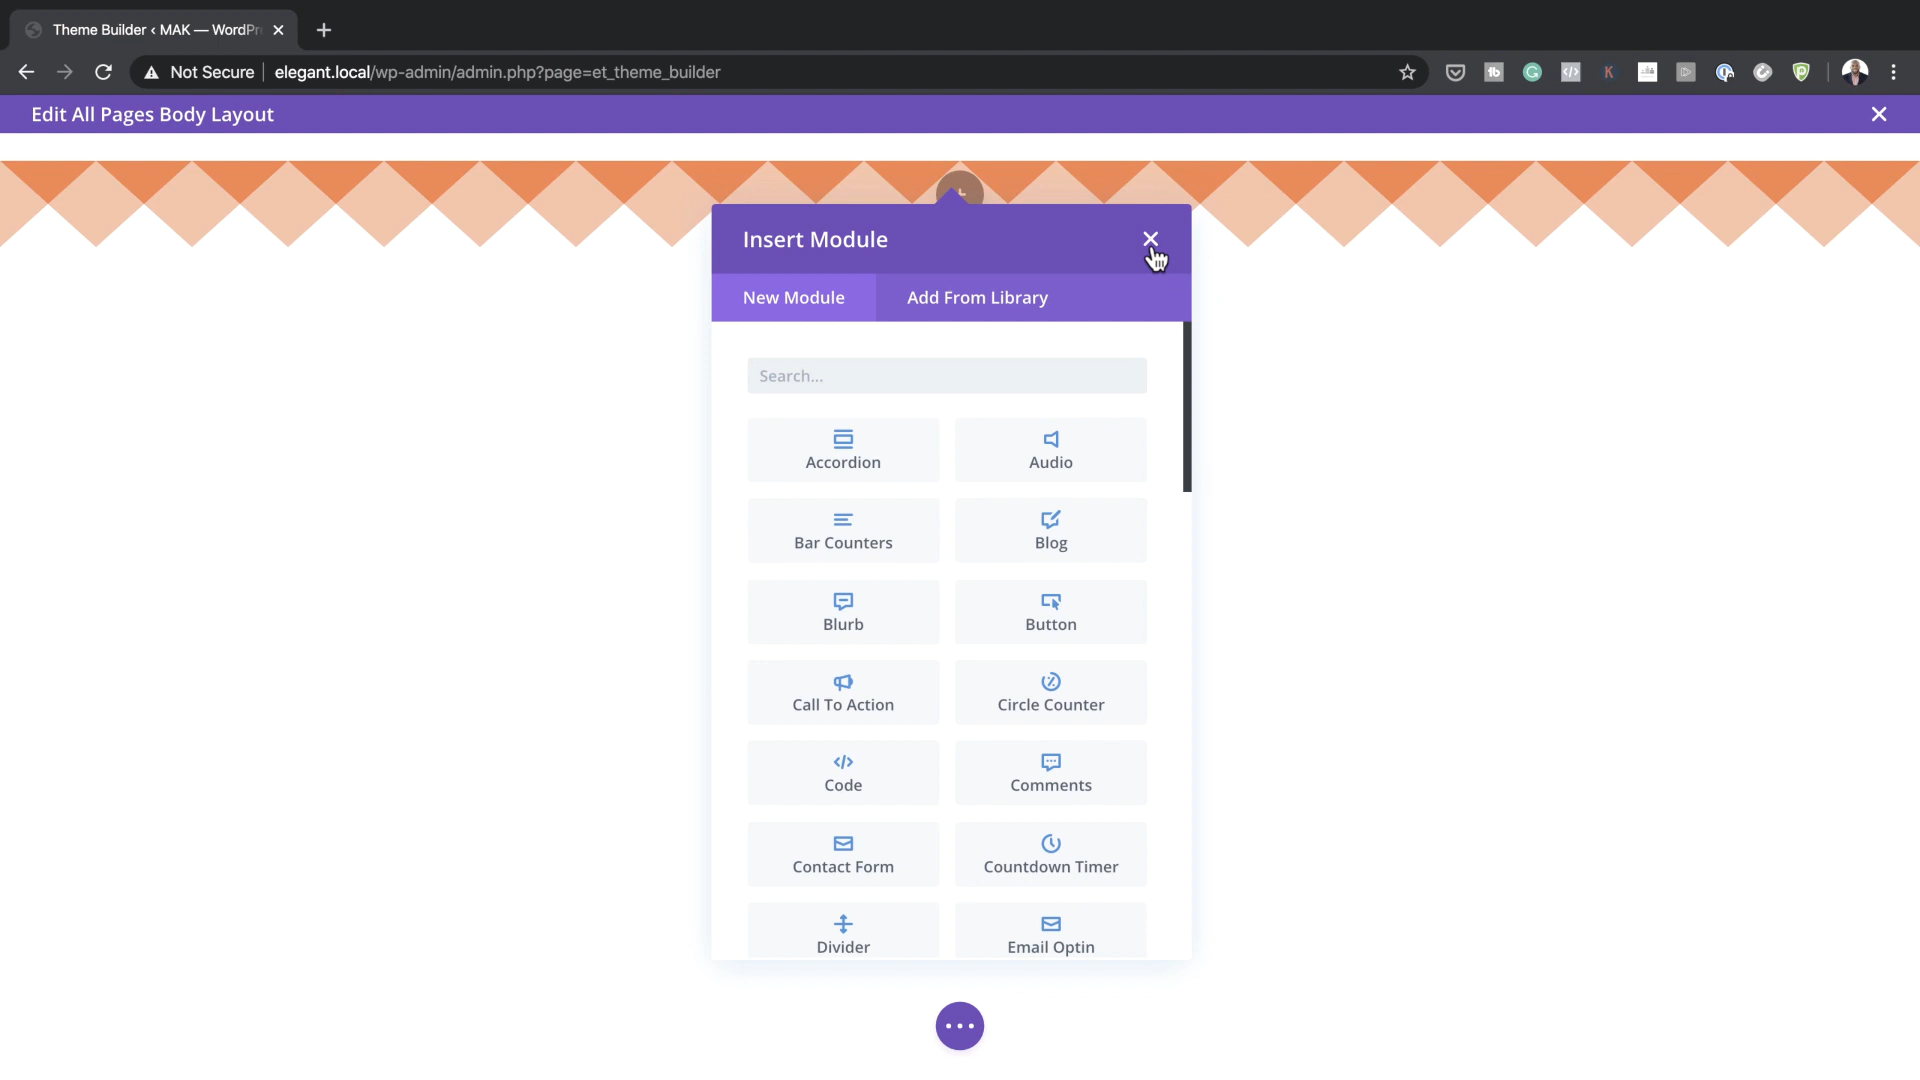 Theme Builder ‹ MAK — WordPr
Not Secure
elegant.local/wp-admin/admin.php?page=et_theme_builder
Edit All Pages Body Layout
Insert Module
New Module
Add From Library
Search...
Accordion
Audio
Bar Counters
Blog
Blurb
Button
Call To Action
Circle Counter
Code
Comments
Contact Form
Countdown Timer
Divider
Email Optin